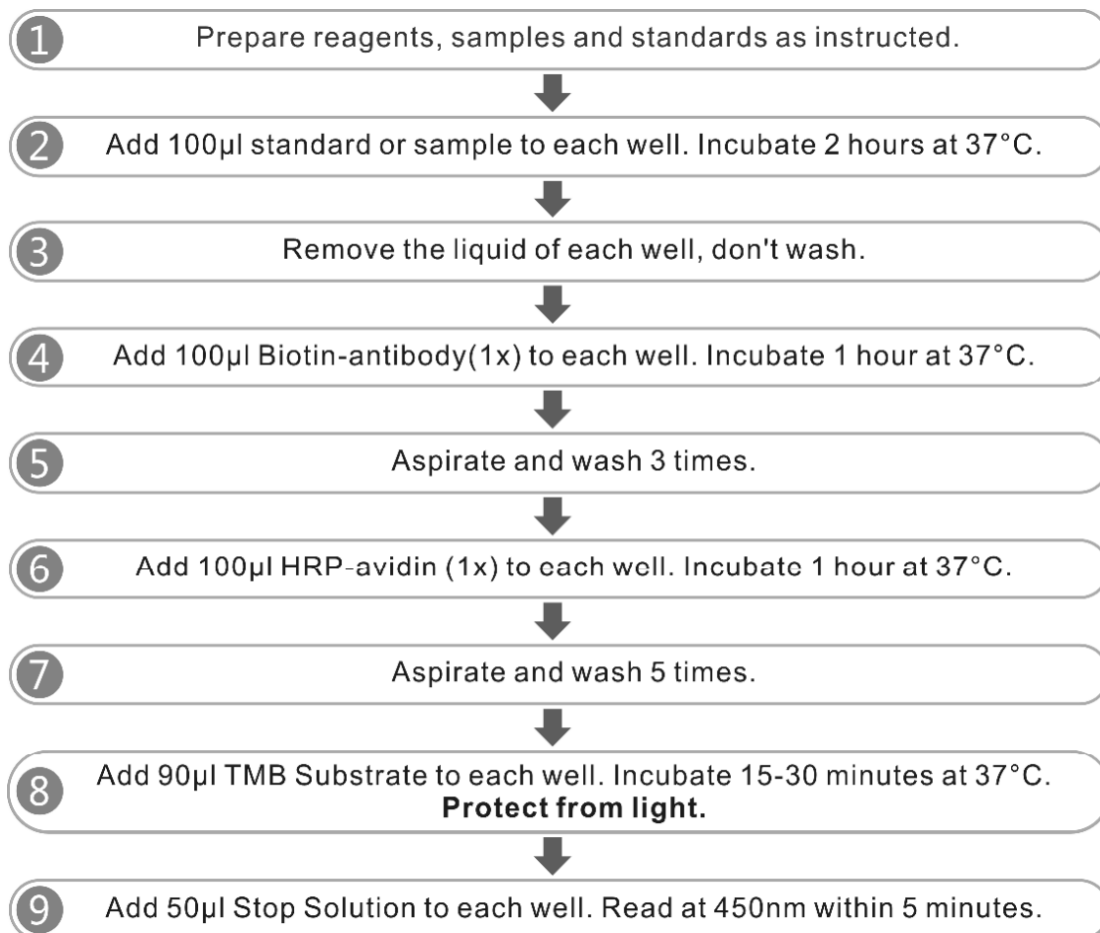 1 Prepare reagents, samples and standards as instructed.
2 Add 100µl standard or sample to each well. Incubate 2 hours at 37°C.
3 Remove the liquid of each well, don't wash.
4 Add 100µl Biotin-antibody(1x) to each well. Incubate 1 hour at 37°C.
5 Aspirate and wash 3 times.
6 Add 100µl HRP-avidin (1x) to each well. Incubate 1 hour at 37°C.
7 Aspirate and wash 5 times.
8 Add 90µl TMB Substrate to each well. Incubate 15-30 minutes at 37°C.
Protect from light.
9 Add 50µl Stop Solution to each well. Read at 450nm within 5 minutes.